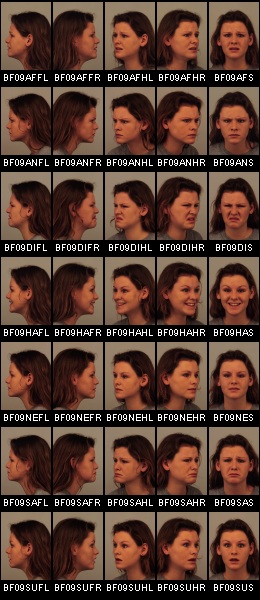 BF09AFFL BF09AFFR BF09AFHL BF09AFHR BF09AFS
BF09ANFL BF09ANFR BF09ANHL BF09ANHR BF09ANS
BF09DIFL BF09DIFR BF09DIHL BF09DIHR BF09DIS
BF09HAFL BF09HAFR BF09HAHL BF09HAHR BF09HAS
BF09NEFL BF09NEFR BF09NEHL BF09NEHR BF09NES
BF09SAFL BF09SAFR BF09SAHL BF09SAHR BF09SAS
BF09SUFL BF09SUFR BF09SUHL BF09SUHR BF09SUS